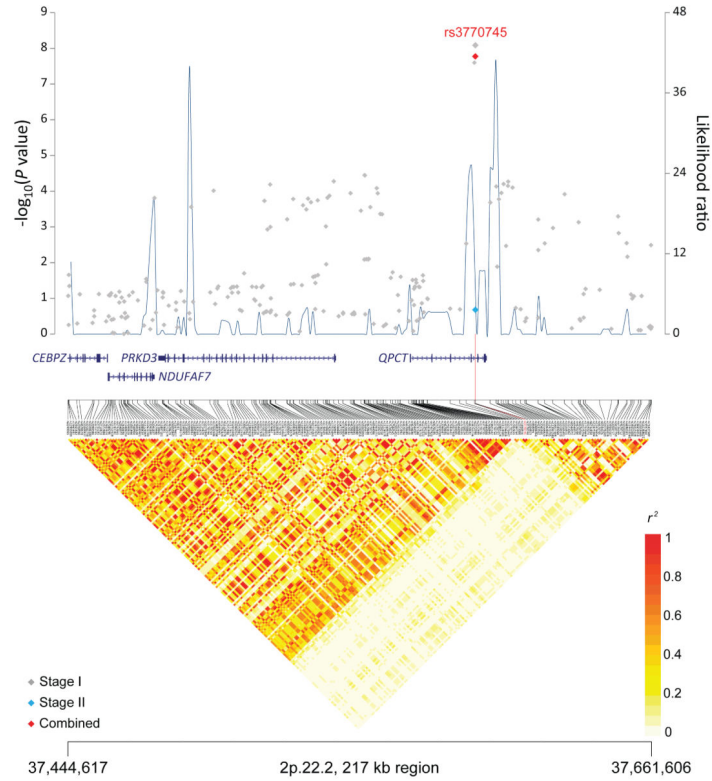 9
8
7
6
5
4
3
2
1
0
-log10(P value)
48
36
24
12
0
Likelihood ratio
rs3770745
CEBPZ
PRKD3
QPCT
NDUFAF7
r²
1
0.8
0.6
0.4
0.2
0
Stage I
Stage II
Combined
37,444,617
2p.22.2, 217 kb region
37,661,606